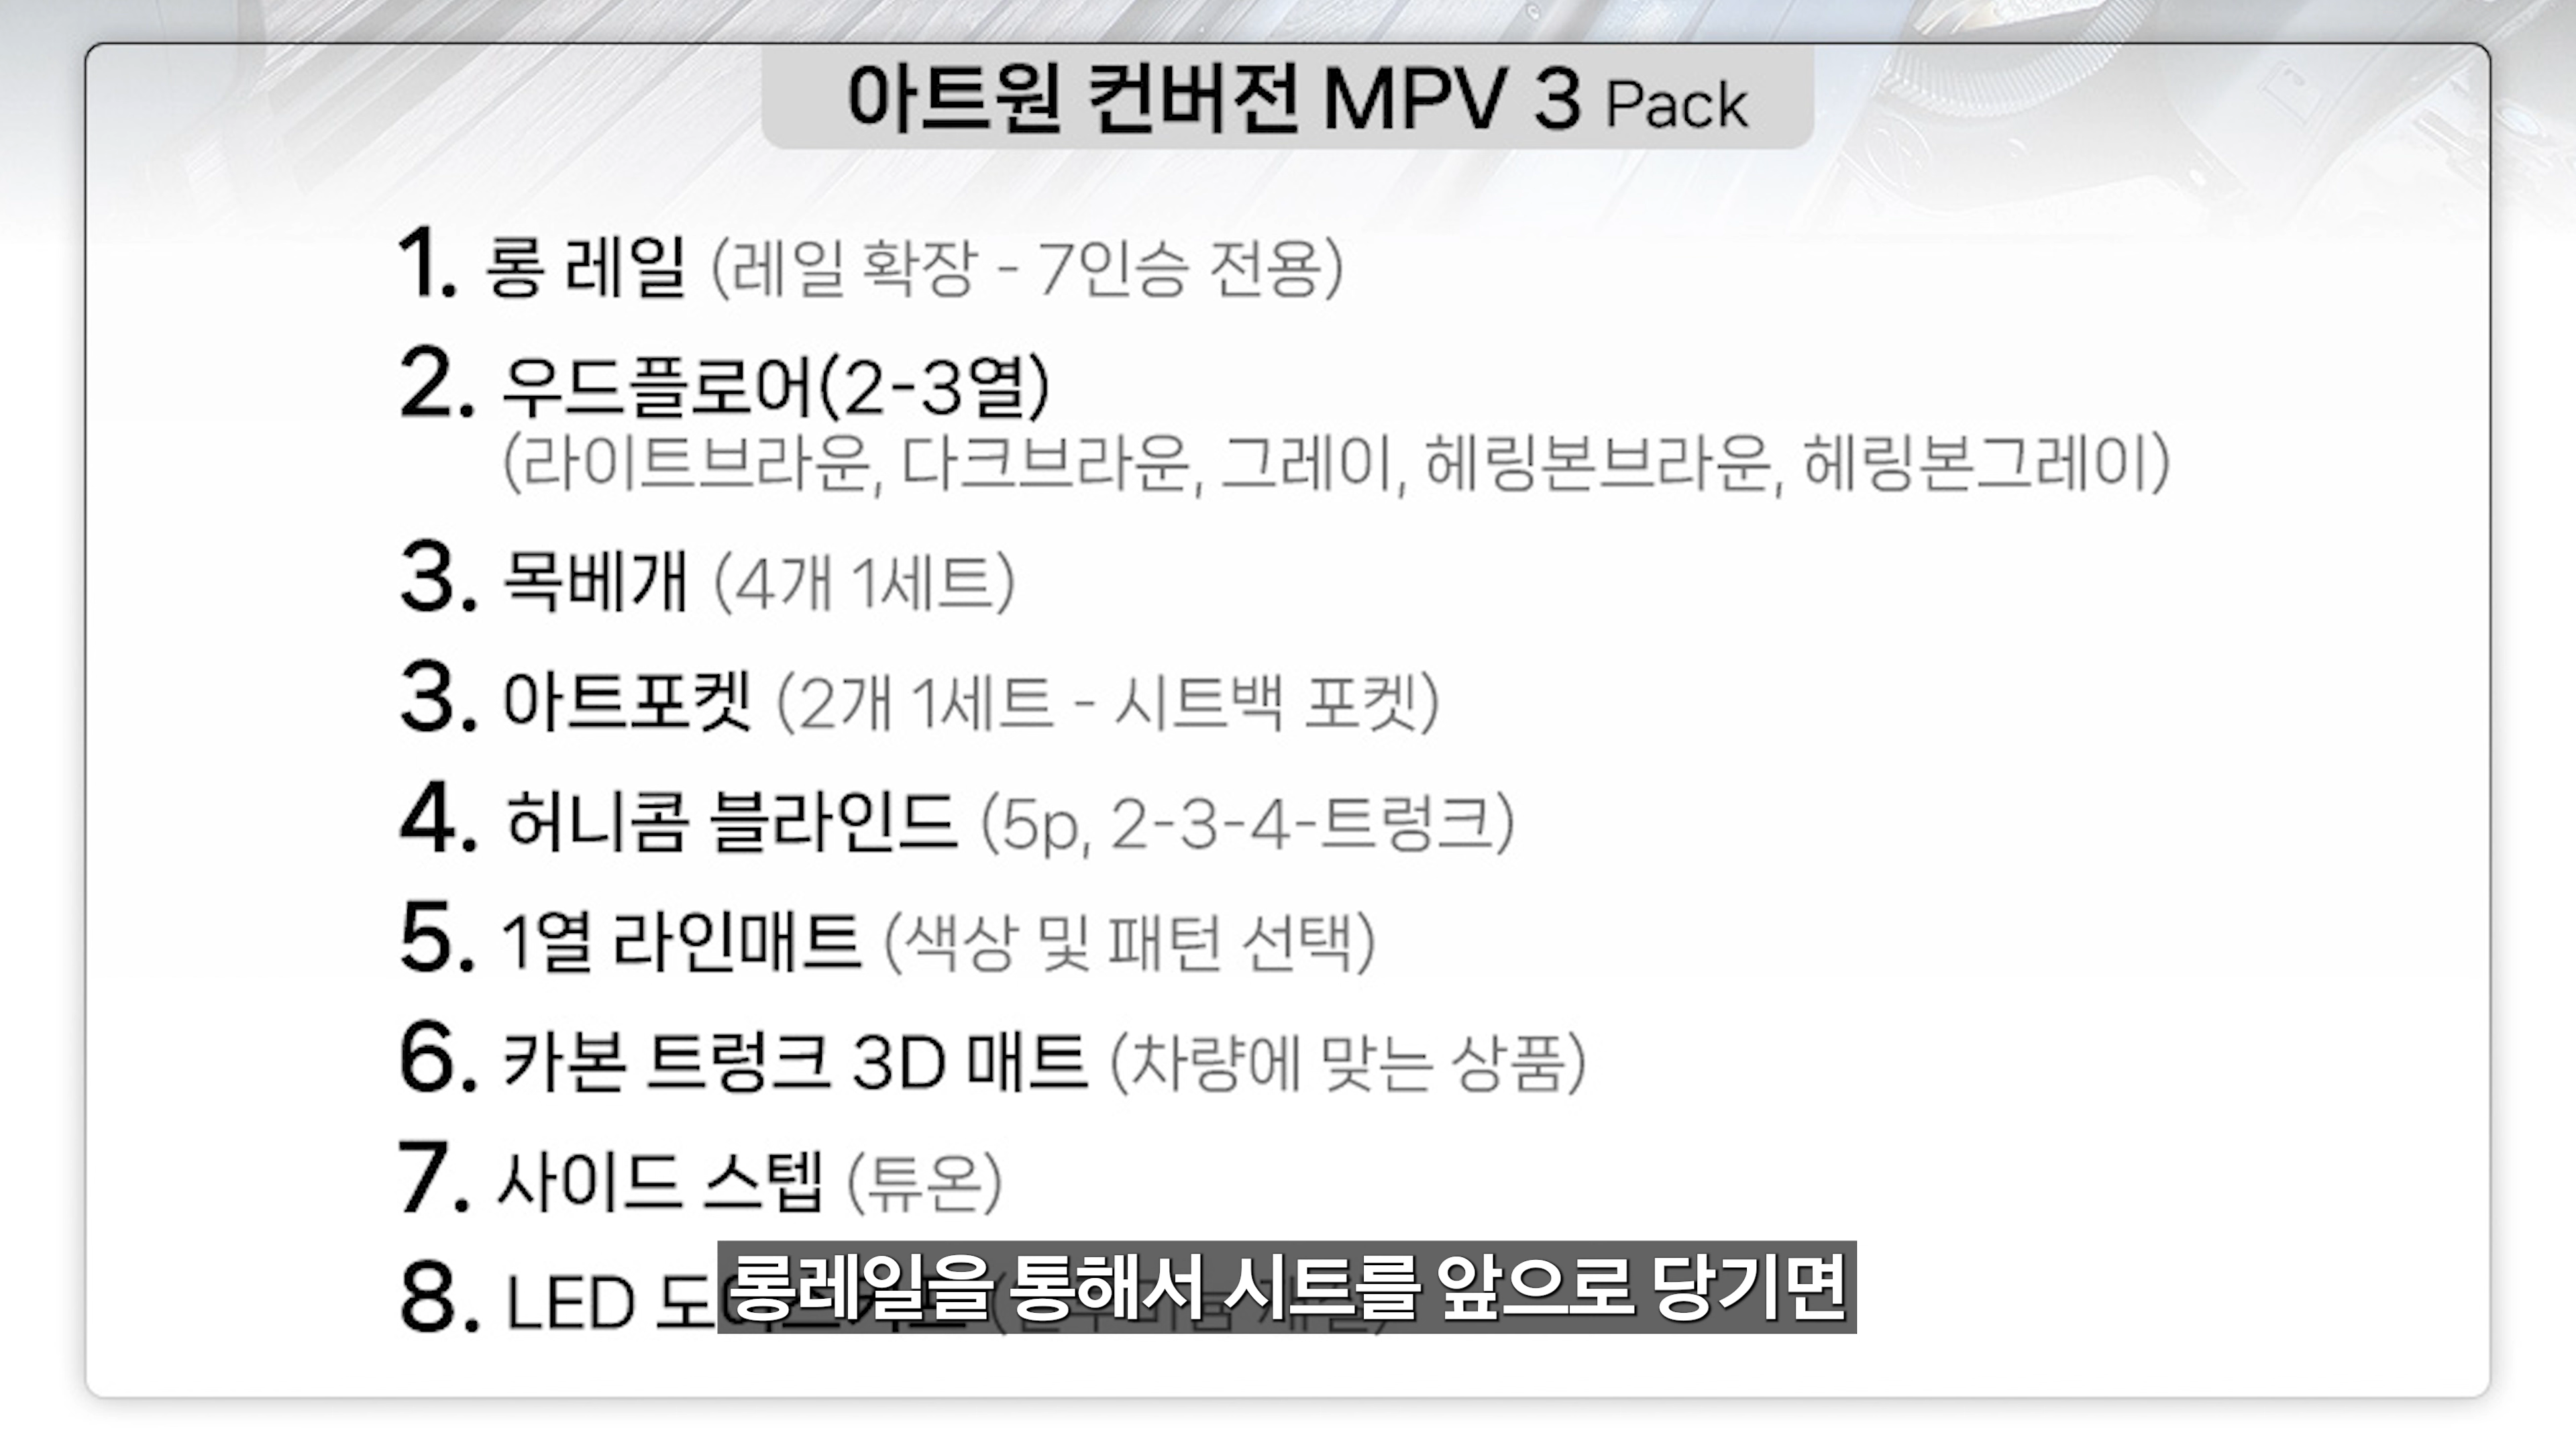 아트원 컨버전 MPV 3 Pack
1. 롱 레일 (레일 확장 - 7인승 전용)
2. 우드플로어(2-3열)
(라이트브라운, 다크브라운, 그레이, 헤링본브라운, 헤링본그레이)
3. 목베개 (4개 1세트)
3. 아트포켓 (2개 1세트 - 시트백 포켓)
4. 허니콤 블라인드 (5p, 2-3-4-트렁크)
5. 1열 라인매트 (색상 및 패턴 선택)
6. 카본 트렁크 3D 매트 (차량에 맞는 상품)
7. 사이드 스텝 (튜온)
8. LED
롱레일을 통해서 시트를 앞으로 당기면